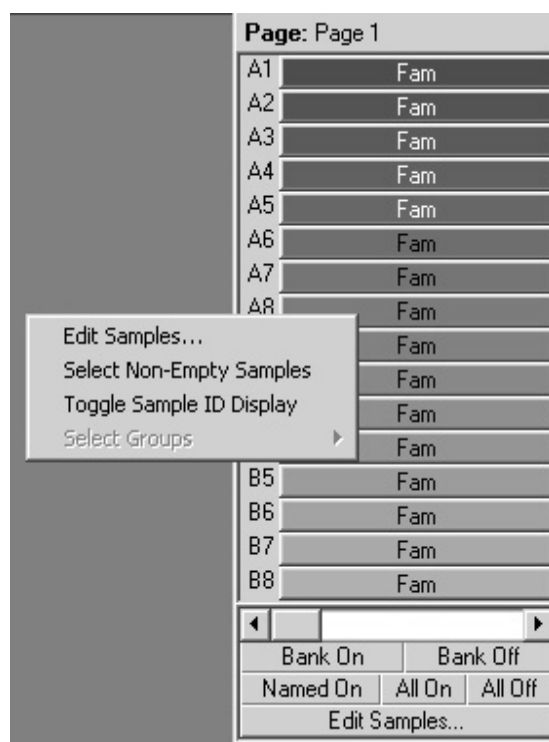 Page: Page 1
A1 Fam
A2 Fam
A3 Fam
A4 Fam
A5 Fam
A6 Fam
A7 Fam
A8 Fam
Fam
Fam
Fam
Fam
Edit Samples...
Select Non-Empty Samples
Toggle Sample ID Display
Select Groups
B5 Fam
B6 Fam
B7 Fam
B8 Fam
Bank On Bank Off
Named On All On All Off
Edit Samples...